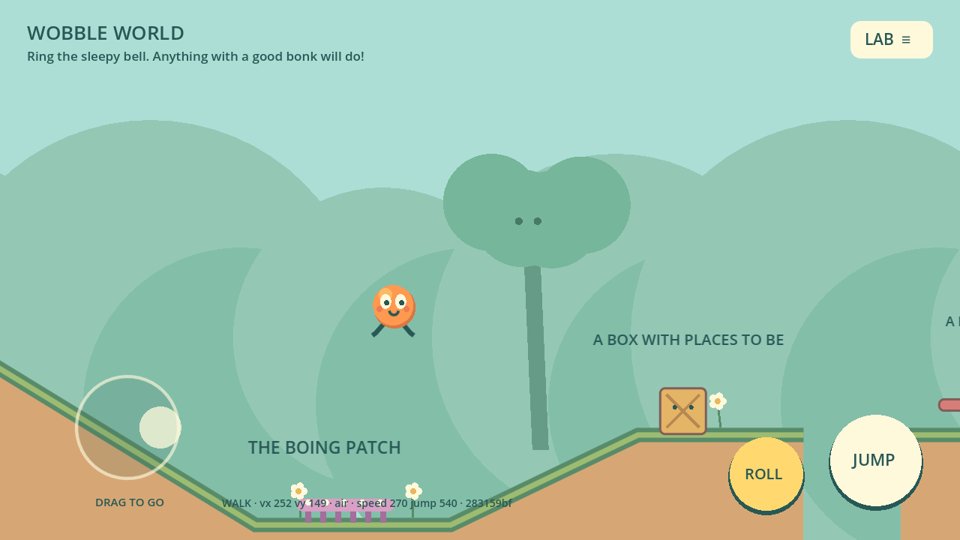 WOBBLE WORLD
Ring the sleepy bell. Anything with a good bonk will do!
LAB ≡
A BOX WITH PLACES TO BE
THE BOING PATCH
ROLL
JUMP
DRAG TO GO
WALK · vx 252 vy 149 · air · speed 270 jump 540 · 283159bf